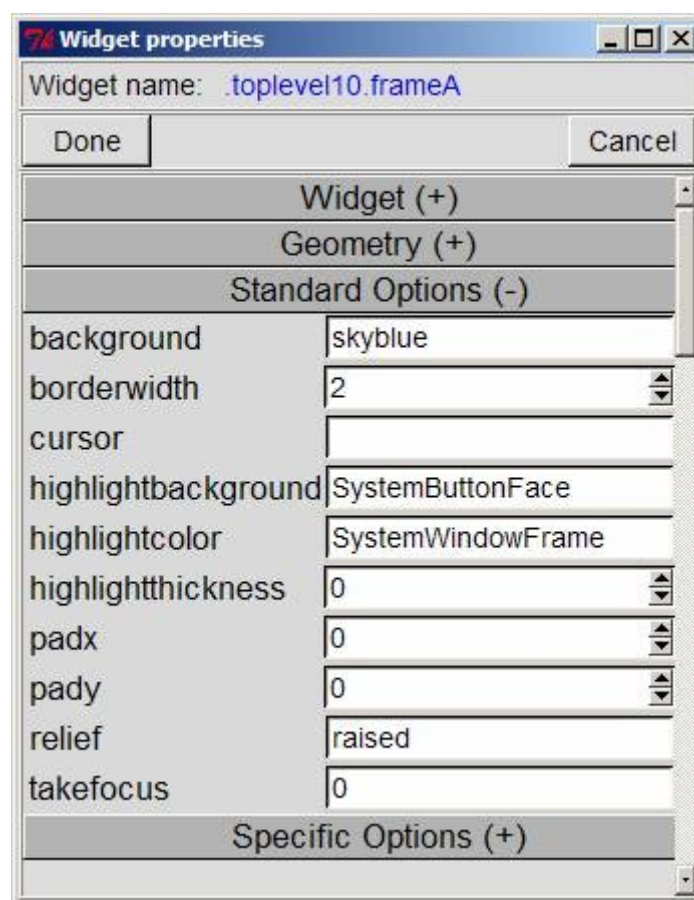 Widget properties
Widget name: .toplevel10.frameA
Done Cancel
Widget (+)
Geometry (+)
Standard Options (-)
background skyblue
borderwidth 2
cursor
highlightbackground SystemButtonFace
highlightcolor SystemWindowFrame
highlightthickness 0
padx 0
pady 0
relief raised
takefocus 0
Specific Options (+)